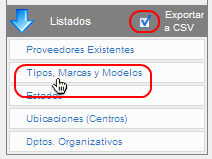 Listados
Exportar
a CSV
Proveedores Existentes
Tipos, Marcas y Modelos
Estados
Ubicaciones (Centros)
Dptos. Organizativos